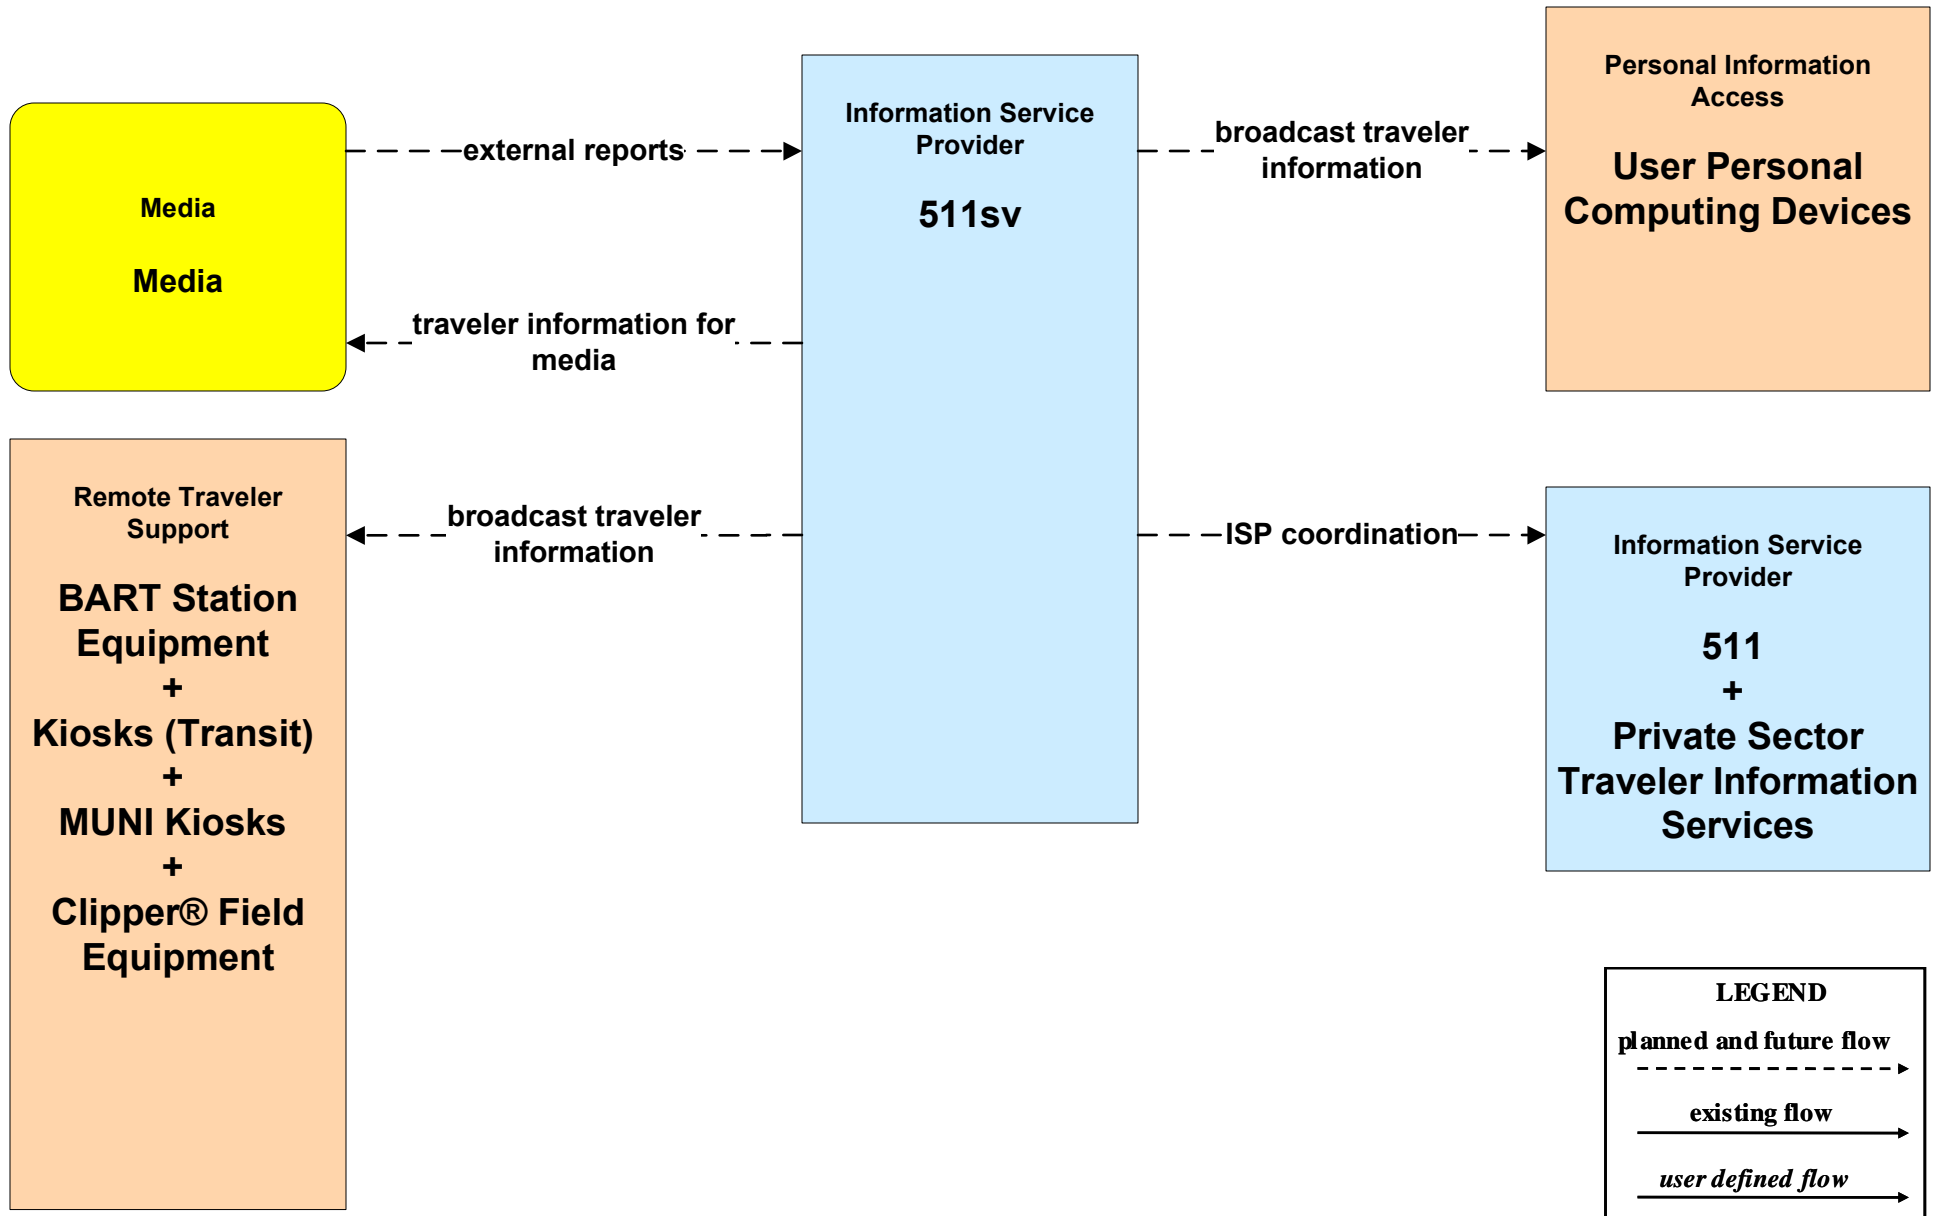 Media
Media
external reports
traveler information for
media
Remote Traveler
Support
BART Station
Equipment
+
Kiosks (Transit)
+
MUNI Kiosks
+
Clipper® Field
Equipment
broadcast traveler
information
Information Service
Provider
511sv
broadcast traveler
information
ISP coordination
Personal Information
Access
User Personal
Computing Devices
Information Service
Provider
511
+
Private Sector
Traveler Information
Services
LEGEND
planned and future flow
existing flow
user defined flow